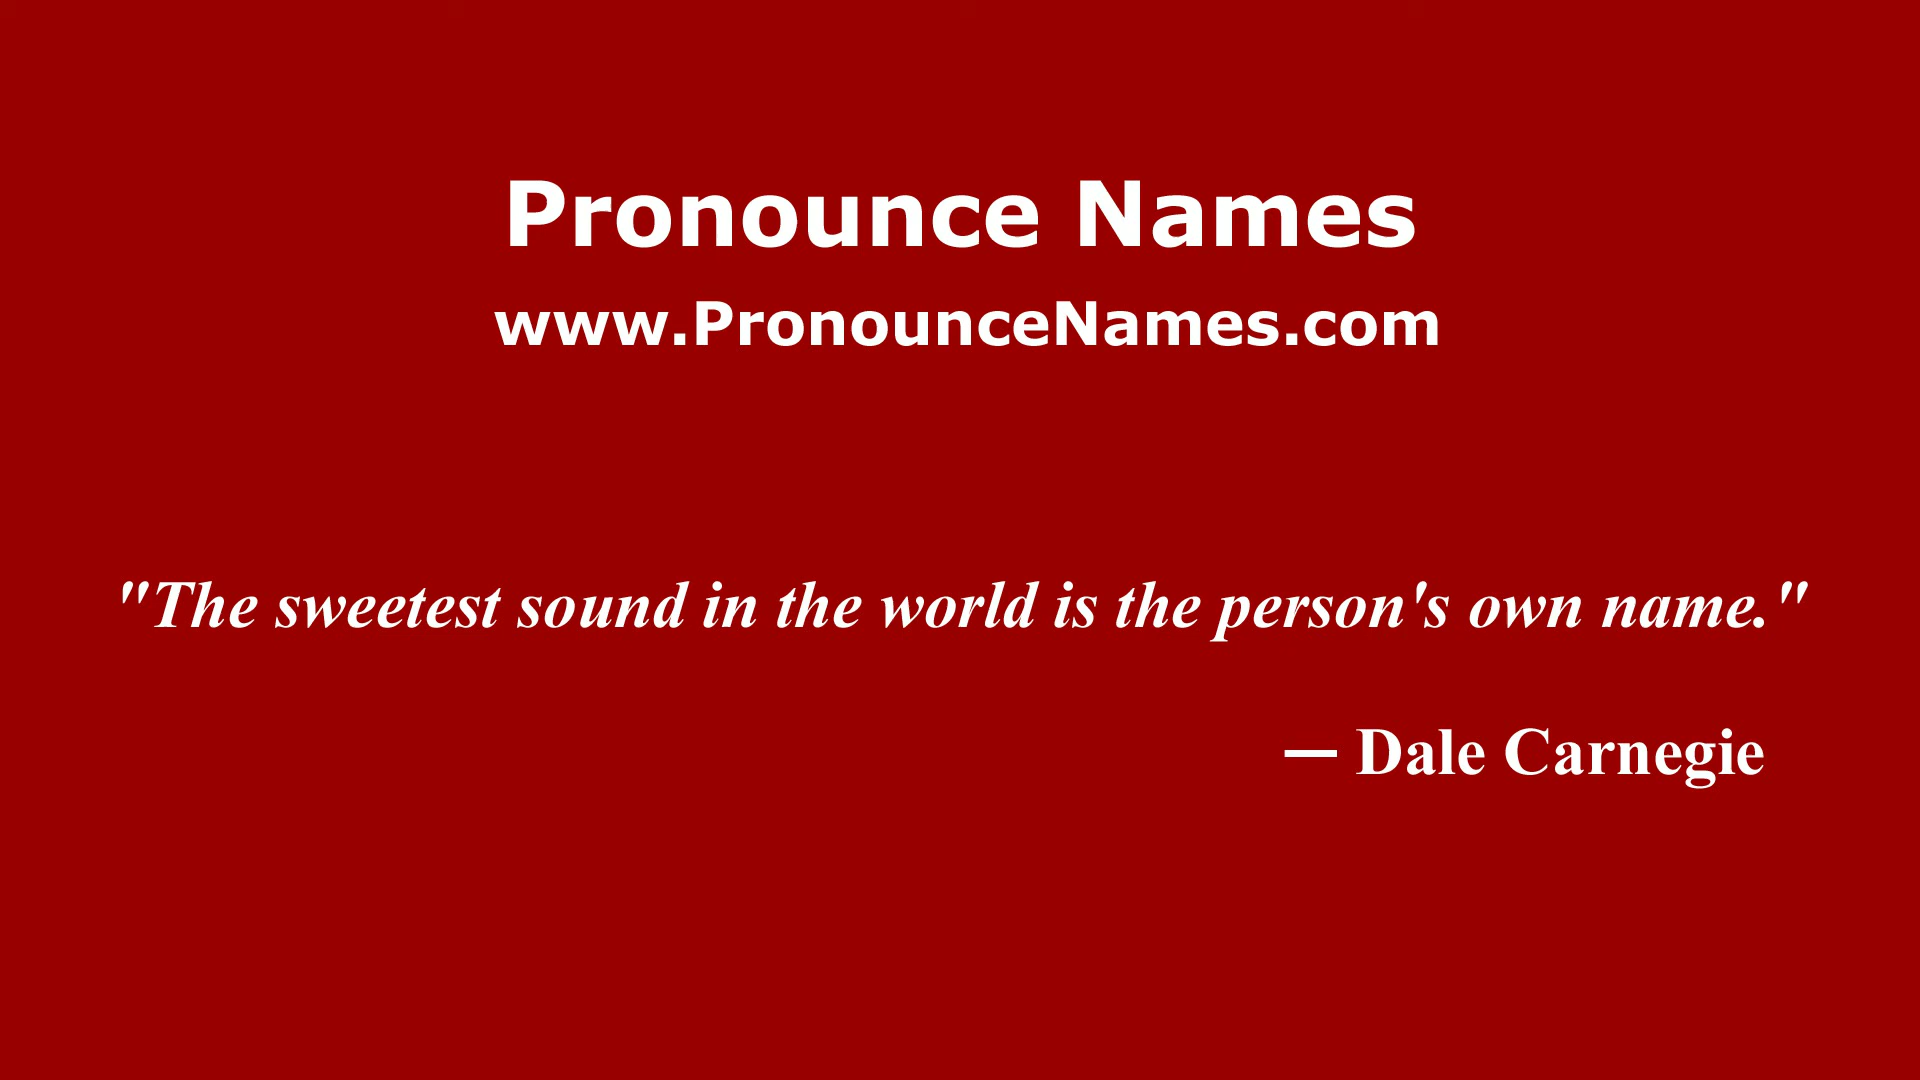 Pronounce Names
www.PronounceNames.com
"The sweetest sound in the world is the person's own name."
— Dale Carnegie